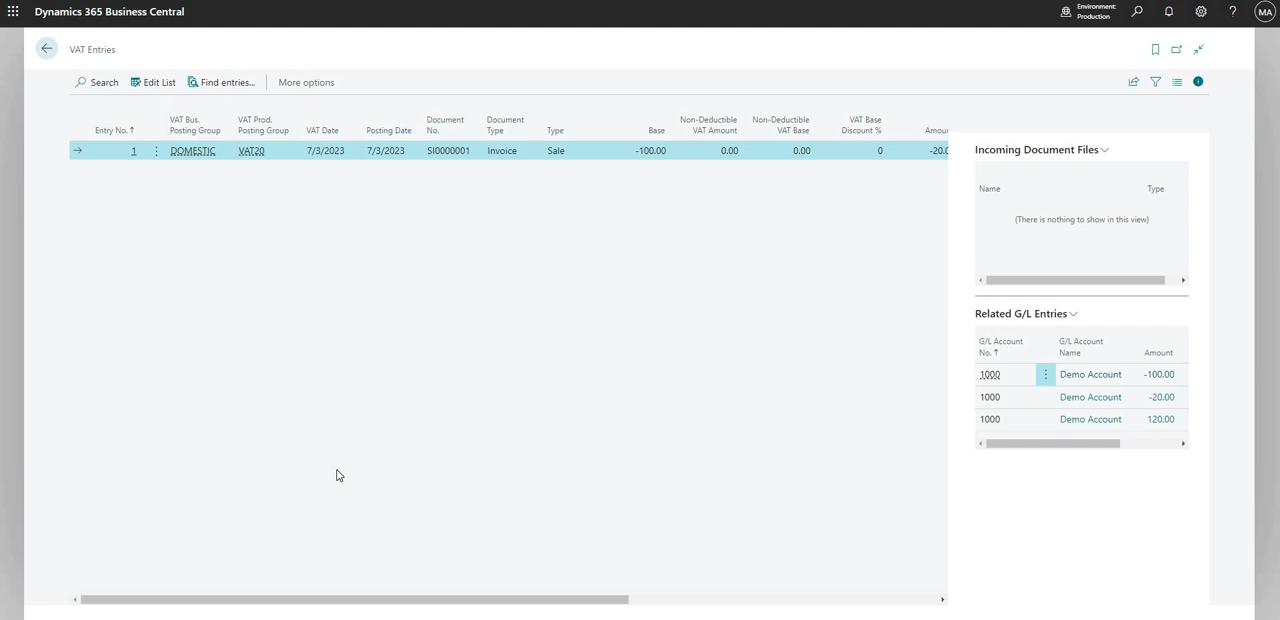 Dynamics 365 Business Central
Environment:
Production
MA
VAT Entries
Search Edit List Find entries... More options
Entry No. ↑
VAT Bus.
Posting Group
VAT Prod.
Posting Group
VAT Date
Posting Date
Document
No.
Document
Type
Type
Base
Non-Deductible
VAT Amount
Non-Deductible
VAT Base
VAT Base
Discount %
Amou
1 DOMESTIC VAT20 7/3/2023 7/3/2023 SI0000001 Invoice Sale -100.00 0.00 0.00 0 -20.0
Incoming Document Files
Name Type
(There is nothing to show in this view)
Related G/L Entries
G/L Account
No. ↑
G/L Account
Name
Amount
1000 Demo Account -100.00
1000 Demo Account -20.00
1000 Demo Account 120.00